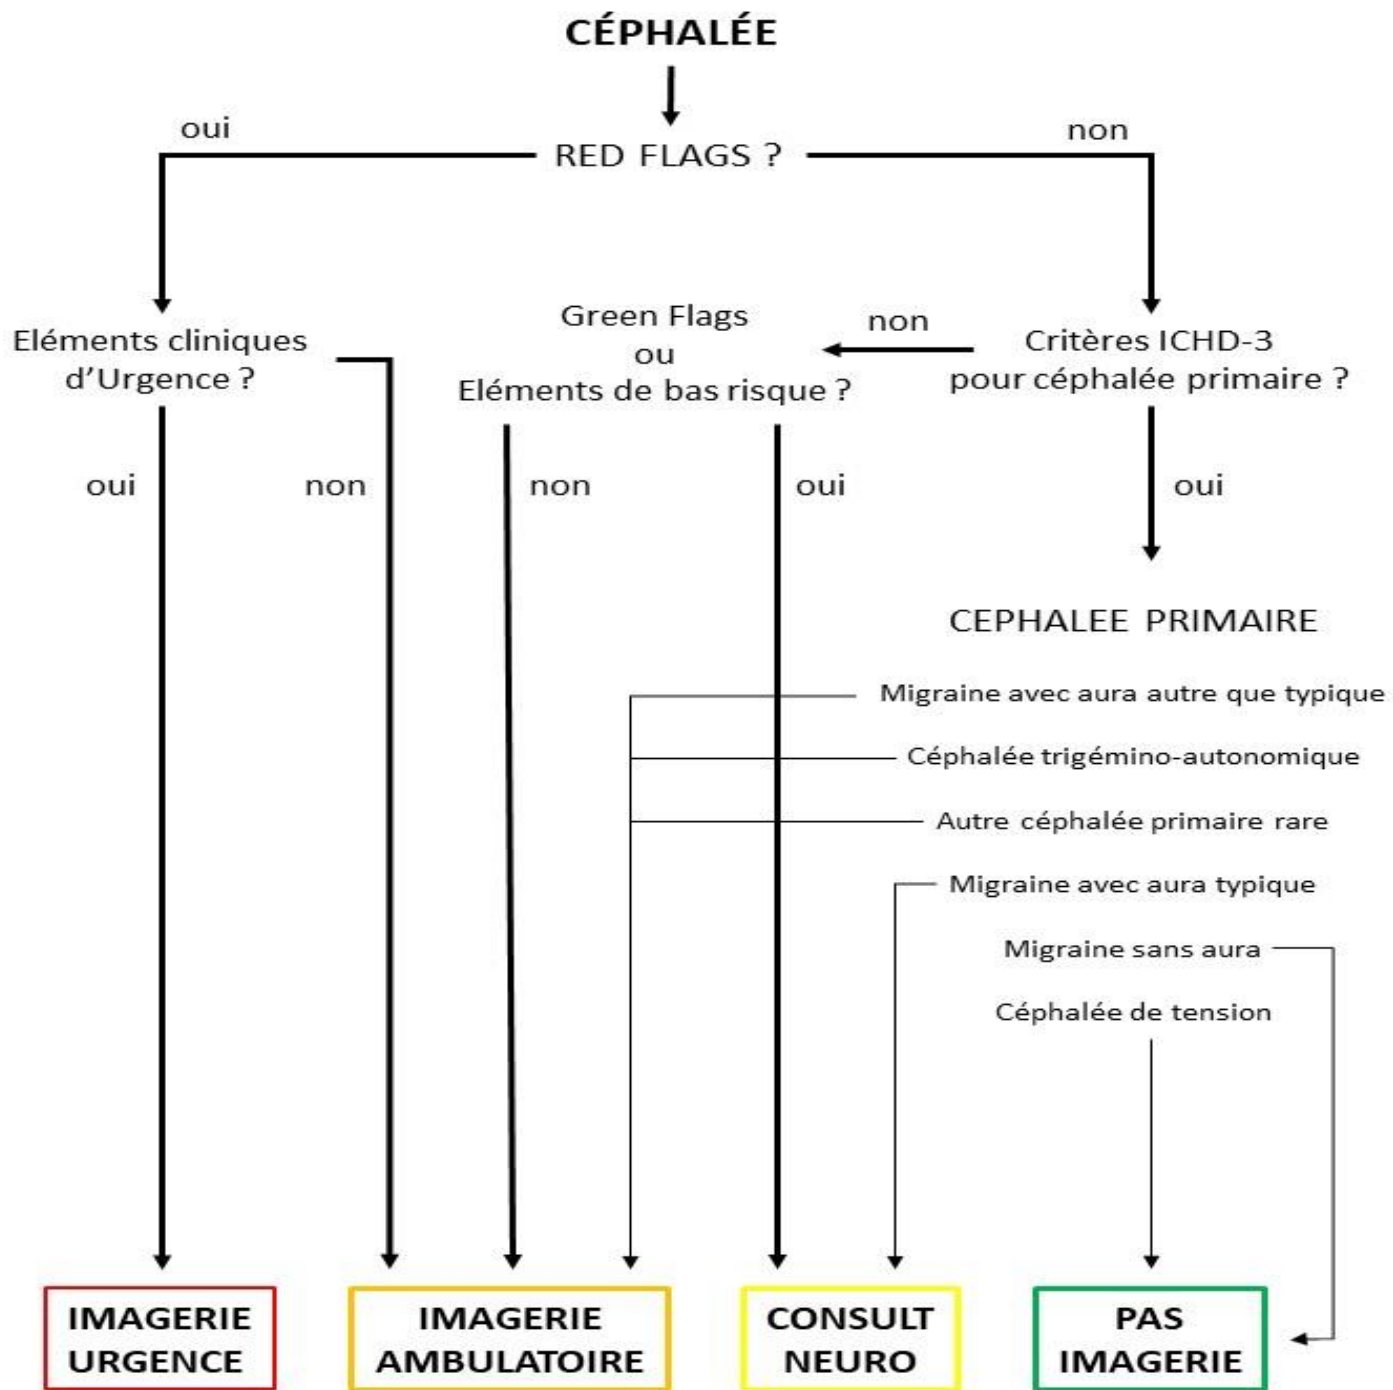 CÉPHALÉE
oui
non
RED FLAGS ?
Eléments cliniques
d'Urgence ?
Green Flags
ou
Eléments de bas risque ?
non
Critères ICHD-3
pour céphalée primaire ?
oui
non
non
oui
oui
CEPHALEE PRIMAIRE
Migraine avec aura autre que typique
Céphalée trigémino-autonomique
Autre céphalée primaire rare
Migraine avec aura typique
Migraine sans aura
Céphalée de tension
IMAGERIE
URGENCE
IMAGERIE
AMBULATOIRE
CONSULT
NEURO
PAS
IMAGERIE